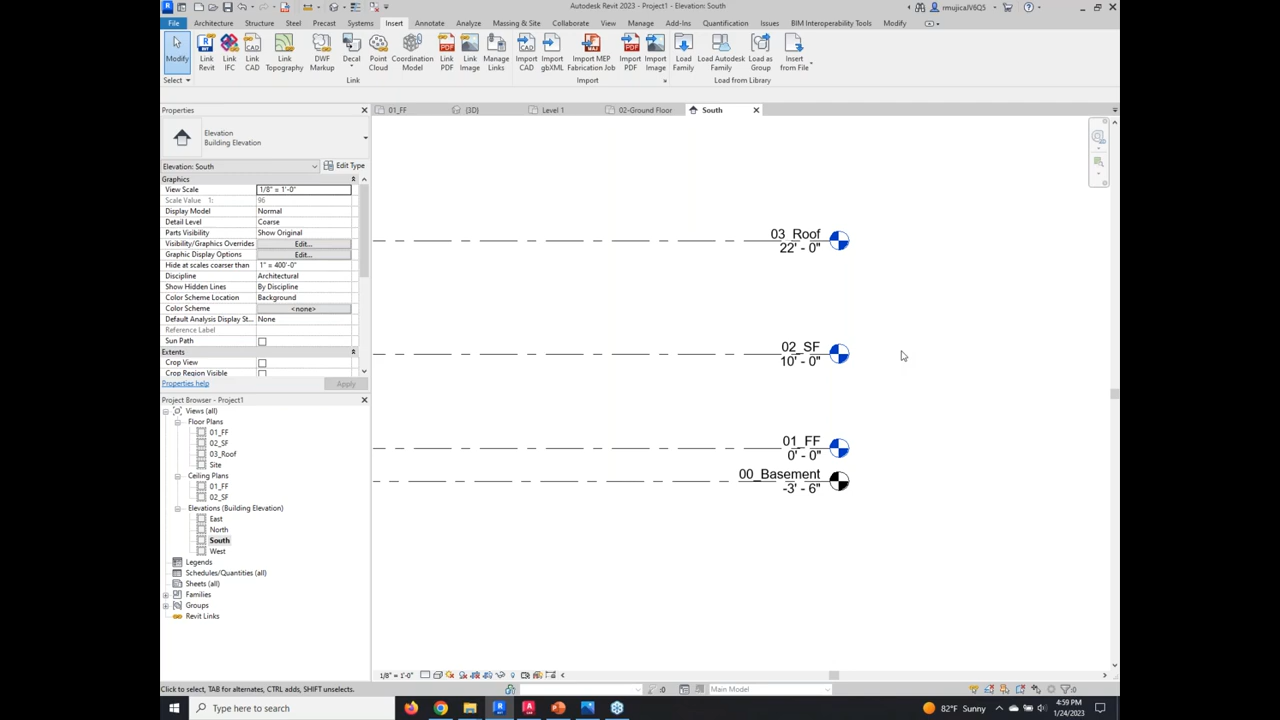 Autodesk Revit 2023 - Project1 - Elevation: South
rmujicaJV6Q5
File Architecture Structure Steel Precast Systems Insert Annotate Analyze Massing & Site Collaborate View Manage Add-Ins Quantification Issues BIM Interoperability Tools Modify
Modify
Link Revit
Link IFC
Link CAD
Link Topography
DWF Markup
Decal
Point Cloud
Coordination Model
Link PDF
Link Image
Manage Links
Import CAD
Import gbXML
Import MEP Fabrication Job
Import PDF
Import Image
Load Family
Load Autodesk Family
Load as Group
Insert from File
Select
Link
Import
Load from Library
Properties
01_FF
{3D}
Level 1
02-Ground Floor
South
Elevation
Building Elevation
Elevation: South
Edit Type
Graphics
View Scale 1/8" = 1'-0"
Scale Value 1: 96
Display Model Normal
Detail Level Coarse
Parts Visibility Show Original
Visibility/Graphics Overrides Edit...
Graphic Display Options Edit...
Hide at scales coarser than 1" = 400'-0"
Discipline Architectural
Show Hidden Lines By Discipline
Color Scheme Location Background
Color Scheme <none>
Default Analysis Display St... None
Reference Label
Sun Path
Extents
Crop View
Crop Region Visible
Properties help
Apply
Project Browser - Project1
Views (all)
Floor Plans
01_FF
02_SF
03_Roof
Site
Ceiling Plans
01_FF
02_SF
Elevations (Building Elevation)
East
North
South
West
Legends
Schedules/Quantities (all)
Sheets (all)
Families
Groups
Revit Links
03_Roof
22' - 0"
02_SF
10' - 0"
01_FF
0' - 0"
00_Basement
-3' - 6"
1/8" = 1'-0"
Click to select, TAB for alternates, CTRL adds, SHIFT unselects.
:0
Main Model
:0
Type here to search
82°F Sunny
4:59 PM
1/24/2023